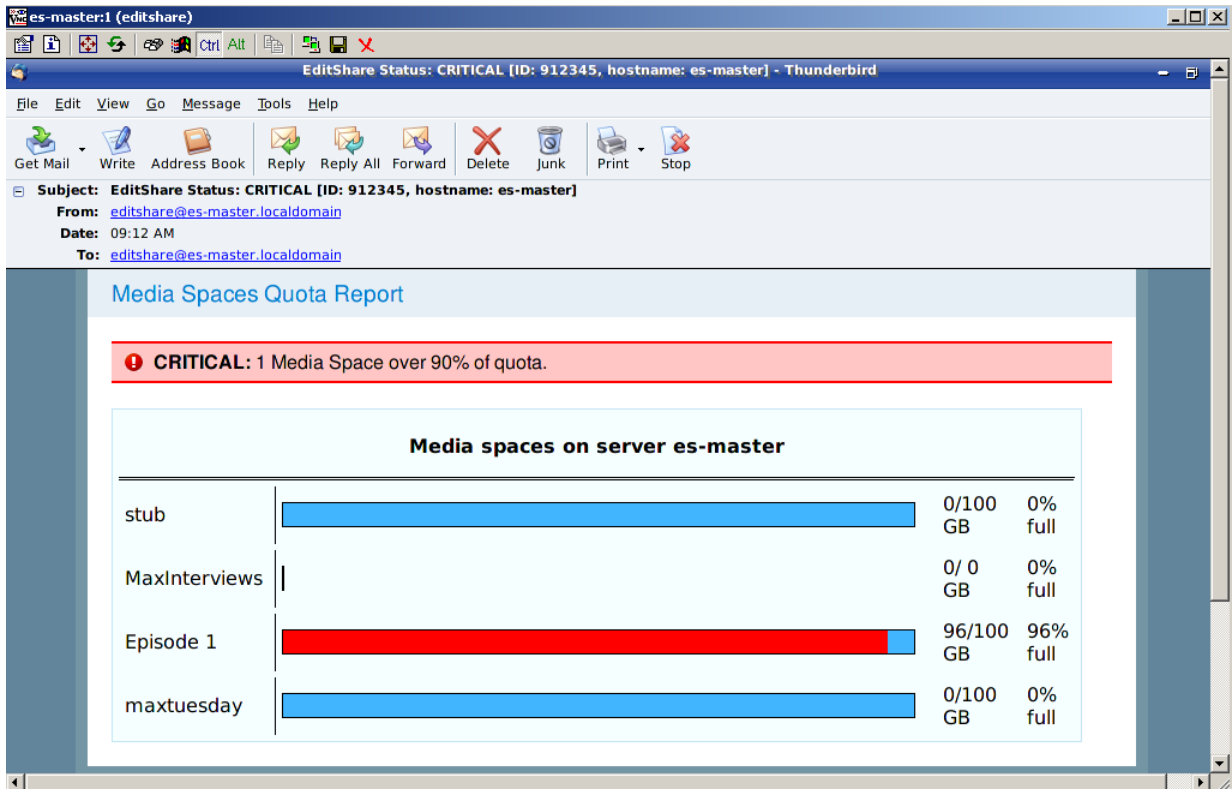 es-master:1 (editshare)
Ctrl Alt
EditShare Status: CRITICAL [ID: 912345, hostname: es-master] - Thunderbird
File Edit View Go Message Tools Help
Get Mail Write Address Book Reply Reply All Forward Delete Junk Print Stop
Subject: EditShare Status: CRITICAL [ID: 912345, hostname: es-master]
From: editshare@es-master.localdomain
Date: 09:12 AM
To: editshare@es-master.localdomain
Media Spaces Quota Report
CRITICAL: 1 Media Space over 90% of quota.
Media spaces on server es-master
stub 0/100 GB 0% full
MaxInterviews 0/ 0 GB 0% full
Episode 1 96/100 GB 96% full
maxtuesday 0/100 GB 0% full